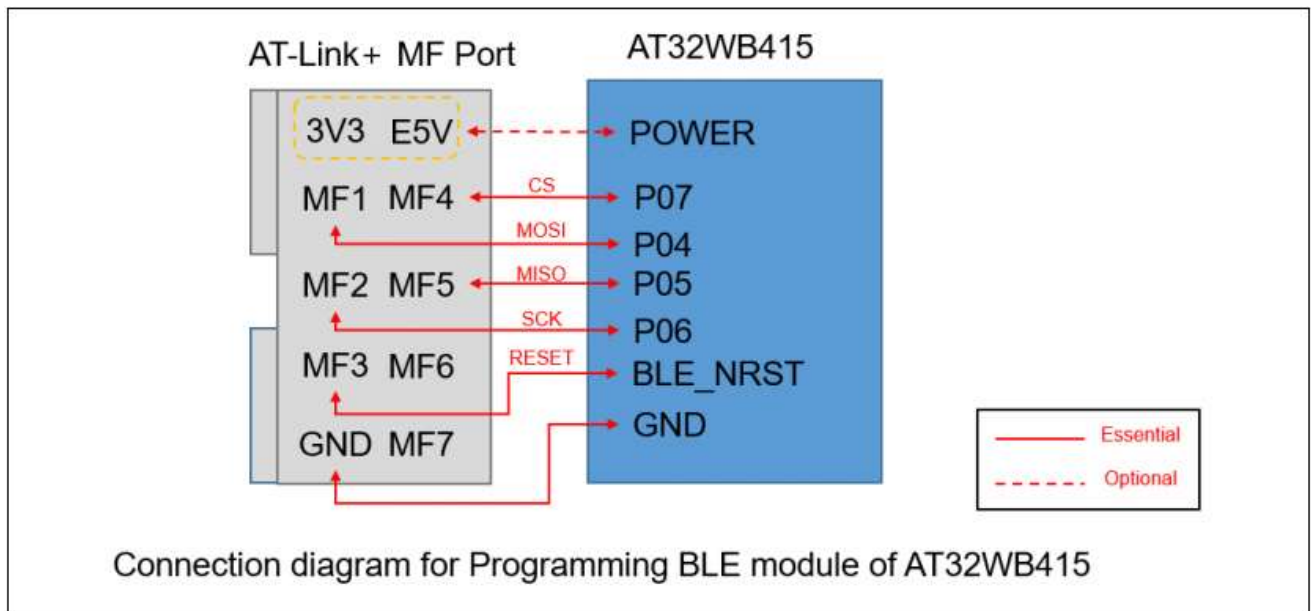 AT-Link+ MF Port
AT32WB415
3V3 E5V
POWER
MF1 MF4
CS
P07
MOSI
P04
MF2 MF5
MISO
P05
SCK
P06
MF3 MF6
RESET
BLE_NRST
GND MF7
GND
Essential
Optional
Connection diagram for Programming BLE module of AT32WB415